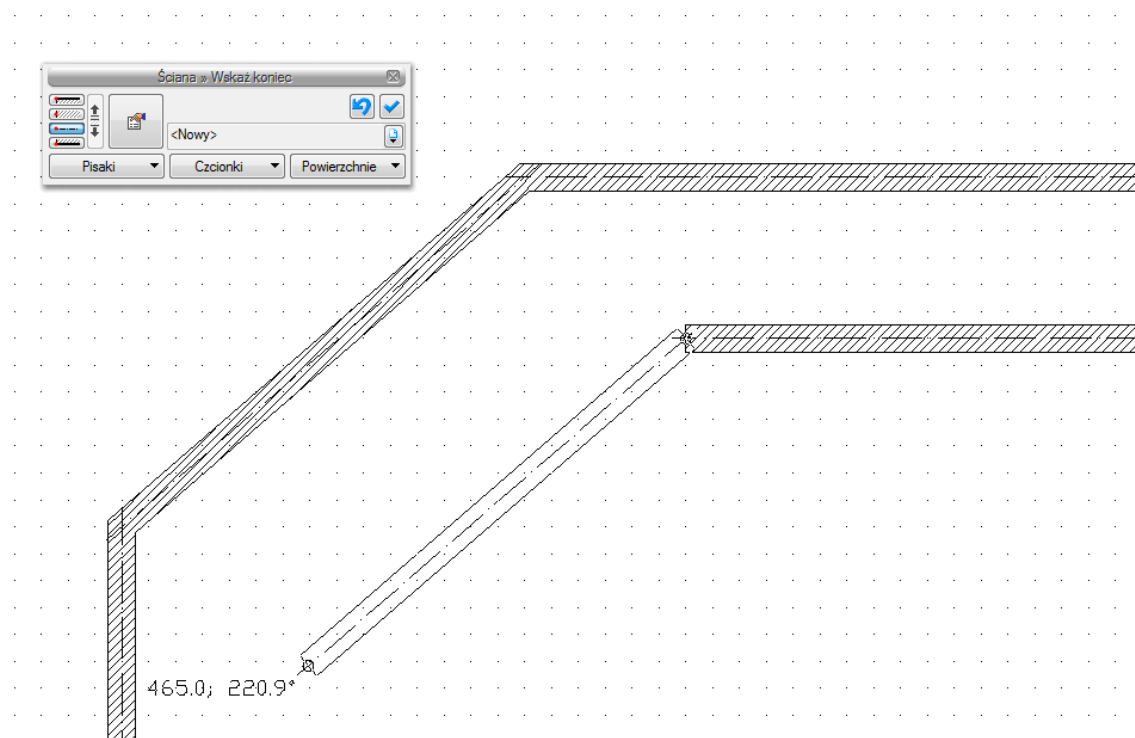 Ściana » Wskaż koniec
<Nowy>
Pisaki Czcionki Powierzchnie
465.0; 220.9°